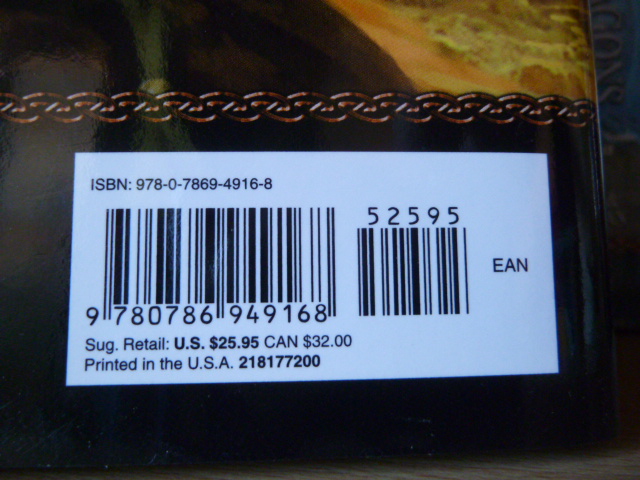 AGONS
ISBN: 978-0-7869-4916-8
52595
EAN
9 780786 949168
Sug. Retail: U.S. $25.95 CAN $32.00
Printed in the U.S.A. 218177200